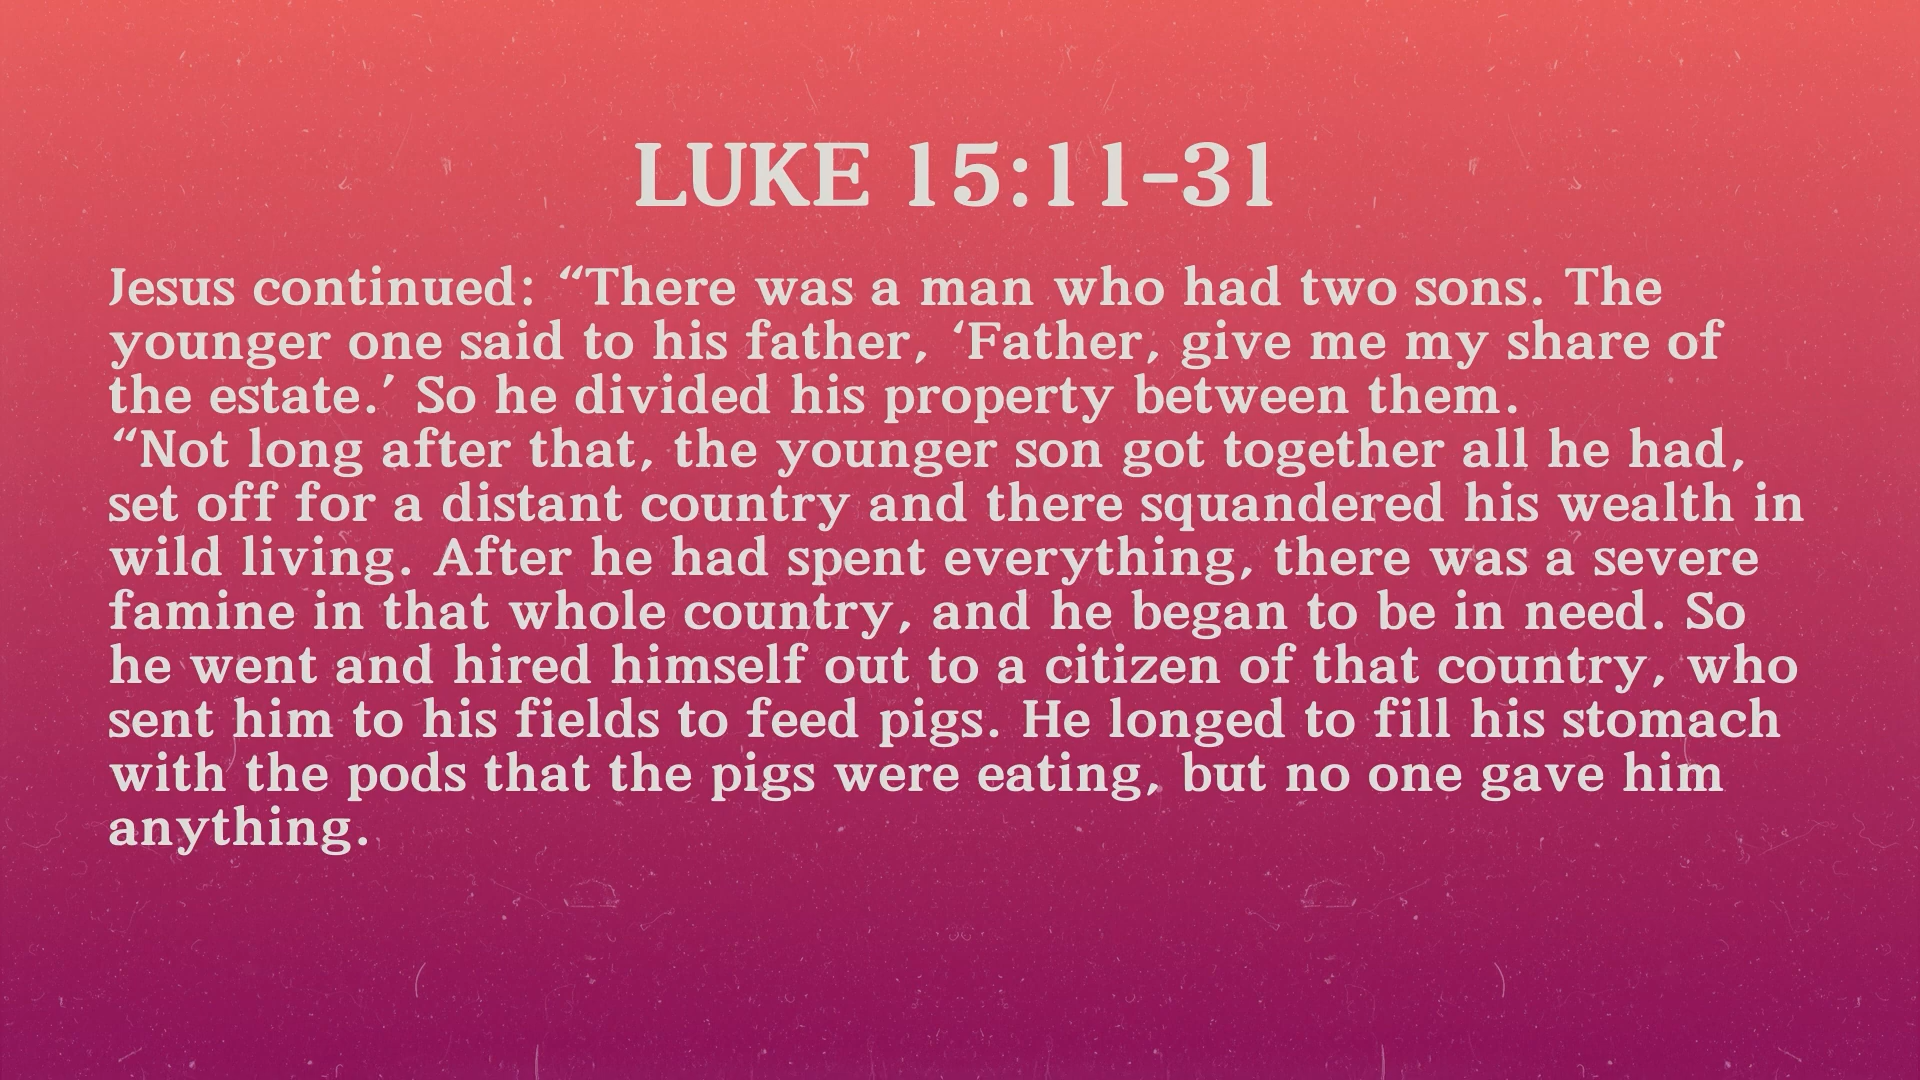 LUKE 15:11-31
Jesus continued: “There was a man who had two sons. The
younger one said to his father, ‘Father, give me my share of
the estate.’ So he divided his property between them.
“Not long after that, the younger son got together all he had,
set off for a distant country and there squandered his wealth in
wild living. After he had spent everything, there was a severe
famine in that whole country, and he began to be in need. So
he went and hired himself out to a citizen of that country, who
sent him to his fields to feed pigs. He longed to fill his stomach
with the pods that the pigs were eating, but no one gave him
anything.